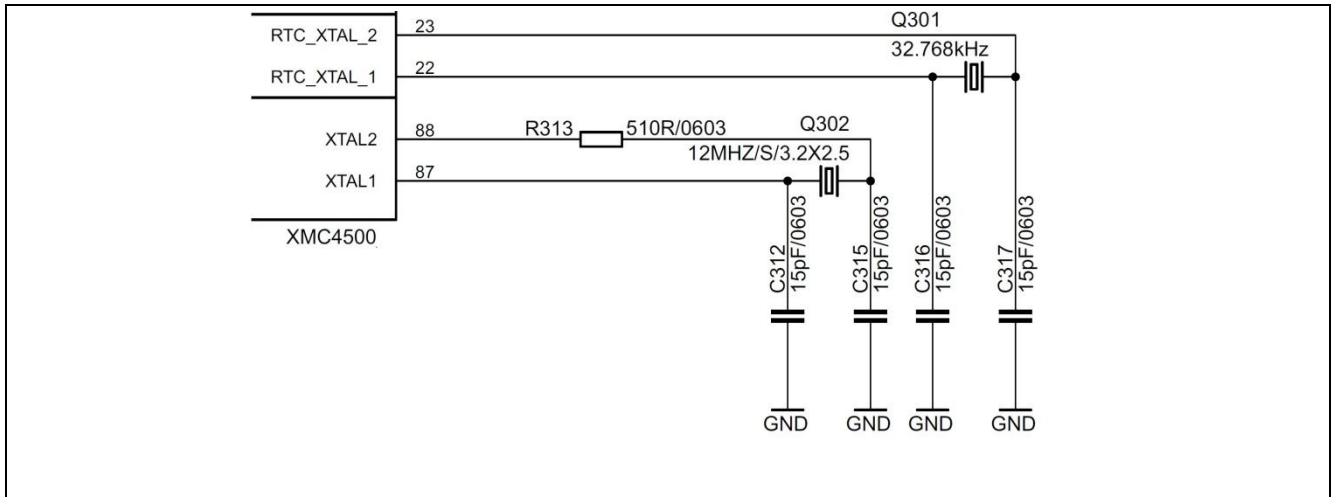 Q301
RTC_XTAL_2
23
32.768kHz
RTC_XTAL_1
22
XTAL2
88
R313
510R/0603
Q302
12MHZ/S/3.2X2.5
XTAL1
87
XMC4500
C312
15pF/0603
C315
15pF/0603
C316
15pF/0603
C317
15pF/0603
GND
GND
GND
GND